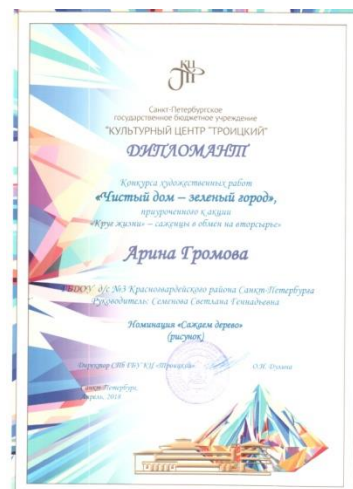 КЦ
Санкт-Петербургское
государственное бюджетное учреждение
"КУЛЬТУРНЫЙ ЦЕНТР "ТРОИЦКИЙ"
ДИПЛОМАНТ
Конкурса художественных работ
«Чистый дом – зеленый город»,
приуроченного к акции
«Круг жизни» – саженцы в обмен на вторсырье»
Арина Громова
ГБДОУ д/с №3 Красногвардейского района Санкт-Петербурга
Руководитель: Семенова Светлана Геннадьевна
Номинация «Сажаем дерево»
(рисунок)
Директор СПб ГБУ КЦ «Троицкий» О.М.
Санкт-Петербург,
Апрель, 2018